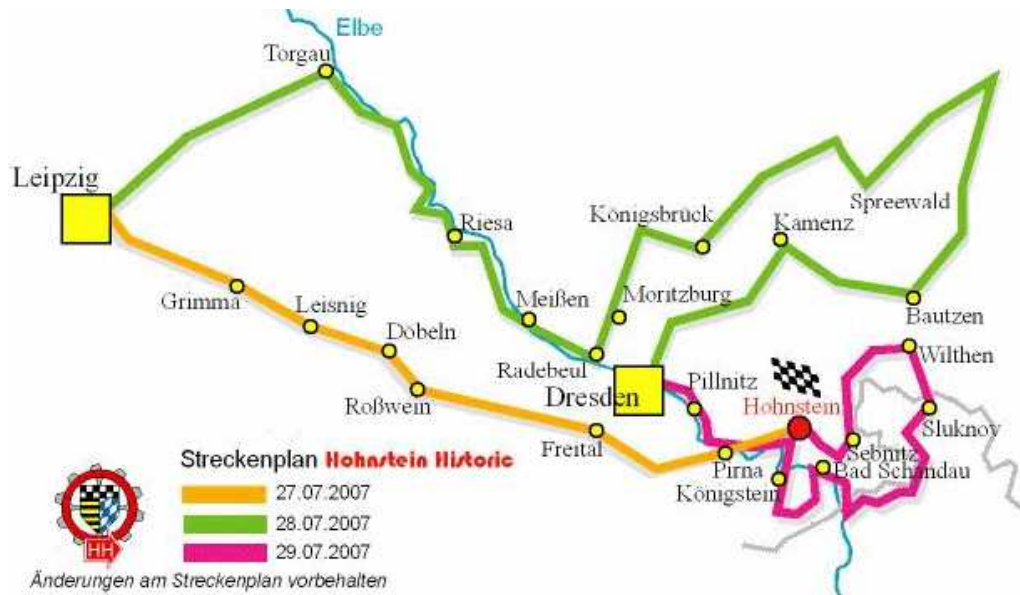 Elbe
Torgau
Leipzig
Riesa
Königsbrück
Spreewald
Kamenz
Grimma
Leisnig
Meißen
Moritzburg
Bautzen
Döbeln
Radebeul
Wilthen
Roßwein
Dresden
Pillnitz
Hohnstein
Freital
Sluknov
Sebnitz
Pirna
Bad Schandau
Königstein
Streckenplan Hohnstein Historic
27.07.2007
28.07.2007
29.07.2007
HH
Änderungen am Streckenplan vorbehalten